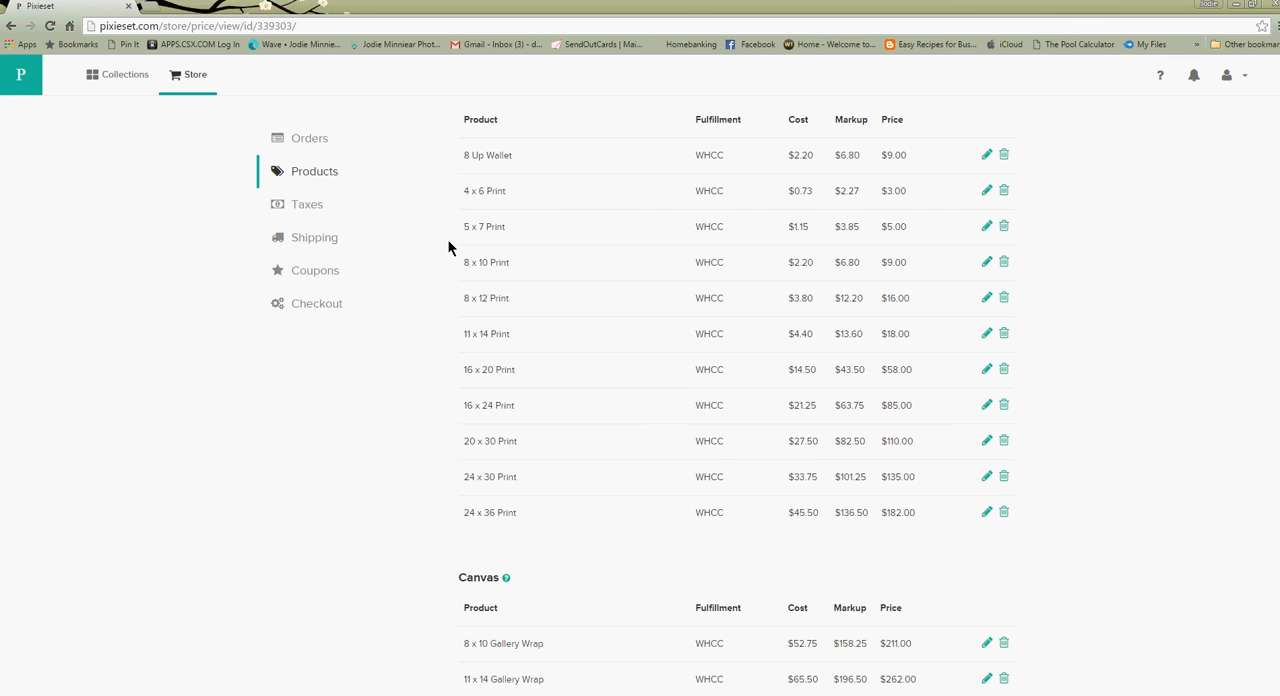 Pixieset
Jodie
pixieset.com/store/price/view/id/339303/
Apps Bookmarks Pin It APPS.CSX.COM Log In Wave • Jodie Minnie... Jodie Minniear Phot... Gmail - Inbox (3) - d... SendOutCards | Mai... Homebanking Facebook Home - Welcome to... Easy Recipes for Bus... iCloud The Pool Calculator My Files » Other bookmar
P Collections Store ?
Orders
Products
Taxes
Shipping
Coupons
Checkout
Product Fulfillment Cost Markup Price
8 Up Wallet WHCC $2.20 $6.80 $9.00
4 x 6 Print WHCC $0.73 $2.27 $3.00
5 x 7 Print WHCC $1.15 $3.85 $5.00
8 x 10 Print WHCC $2.20 $6.80 $9.00
8 x 12 Print WHCC $3.80 $12.20 $16.00
11 x 14 Print WHCC $4.40 $13.60 $18.00
16 x 20 Print WHCC $14.50 $43.50 $58.00
16 x 24 Print WHCC $21.25 $63.75 $85.00
20 x 30 Print WHCC $27.50 $82.50 $110.00
24 x 30 Print WHCC $33.75 $101.25 $135.00
24 x 36 Print WHCC $45.50 $136.50 $182.00
Canvas ?
Product Fulfillment Cost Markup Price
8 x 10 Gallery Wrap WHCC $52.75 $158.25 $211.00
11 x 14 Gallery Wrap WHCC $65.50 $196.50 $262.00